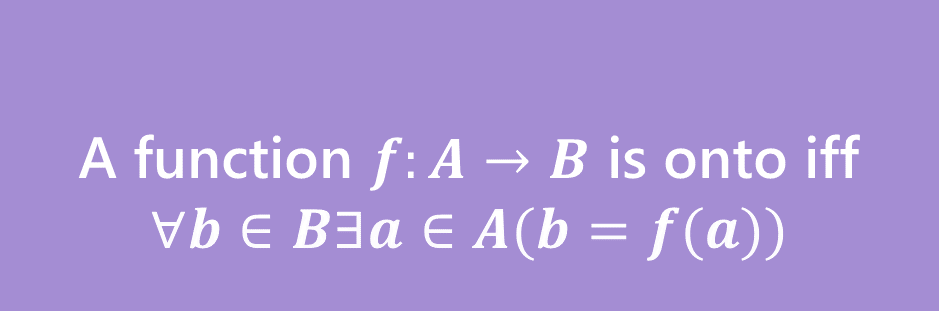 A function f: A → B is onto iff
∀b ∈ B∃a ∈ A(b = f(a))